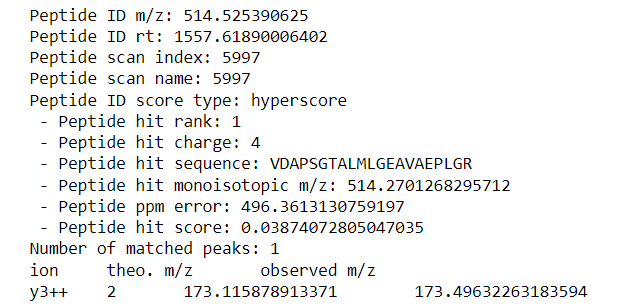 Peptide ID m/z: 514.525390625
Peptide ID rt: 1557.61890006402
Peptide scan index: 5997
Peptide scan name: 5997
Peptide ID score type: hyperscore
- Peptide hit rank: 1
- Peptide hit charge: 4
- Peptide hit sequence: VDAPSGTALMLGEAVAEPLGR
- Peptide hit monoisotopic m/z: 514.2701268295712
- Peptide ppm error: 496.3613130759197
- Peptide hit score: 0.03874072805047035
Number of matched peaks: 1
ion theo. m/z observed m/z
y3++ 2 173.115878913371 173.49632263183594